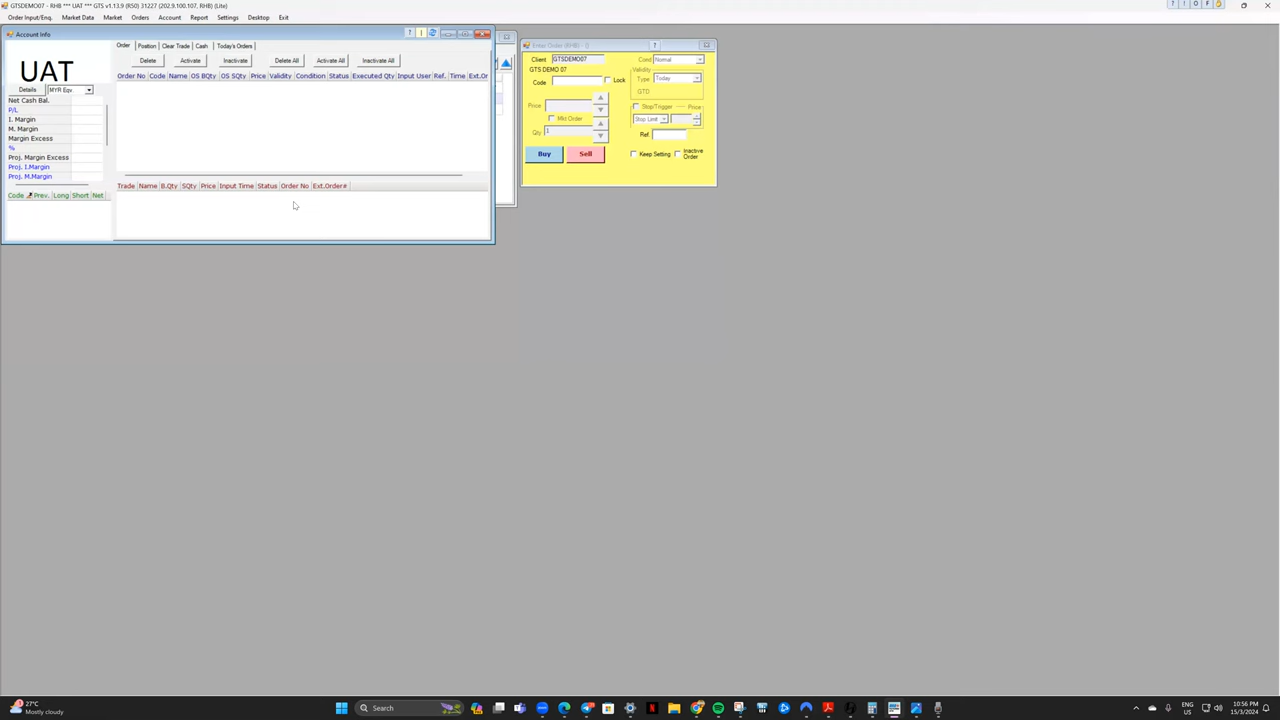 GTSDEMO07 - RHB *** UAT *** GTS v1.13.9 (R50) 31227 (202.9.100.107, RHB) (Lite)
Order Input/Enq. Market Data Market Orders Account Report Settings Desktop Exit
Account Info
Order Position Clear Trade Cash Today's Orders
UAT
Delete Activate Inactivate Delete All Activate All Inactivate All
Order No Code Name OS BQty OS SQty Price Validity Condition Status Executed Qty Input User Ref. Time Ext.Or
Details MYR Eqv.
Net Cash Bal.
P/L
I. Margin
M. Margin
Margin Excess
%
Proj. Margin Excess
Proj. I.Margin
Proj. M.Margin
Code Prev. Long Short Net
Trade Name B.Qty SQty Price Input Time Status Order No Ext.Order#
Enter Order (RHB) - ()
Client GTSDEMO07 Cond Normal
GTS DEMO 07 Validity
Code Lock Type Today
GTD
Price Stop/Trigger Price
Mkt Order Stop Limit
Qty 1 Ref.
Buy Sell Keep Setting Inactive
Order
27°C
Mostly cloudy
Search
ENG
US
10:56 PM
15/3/2024